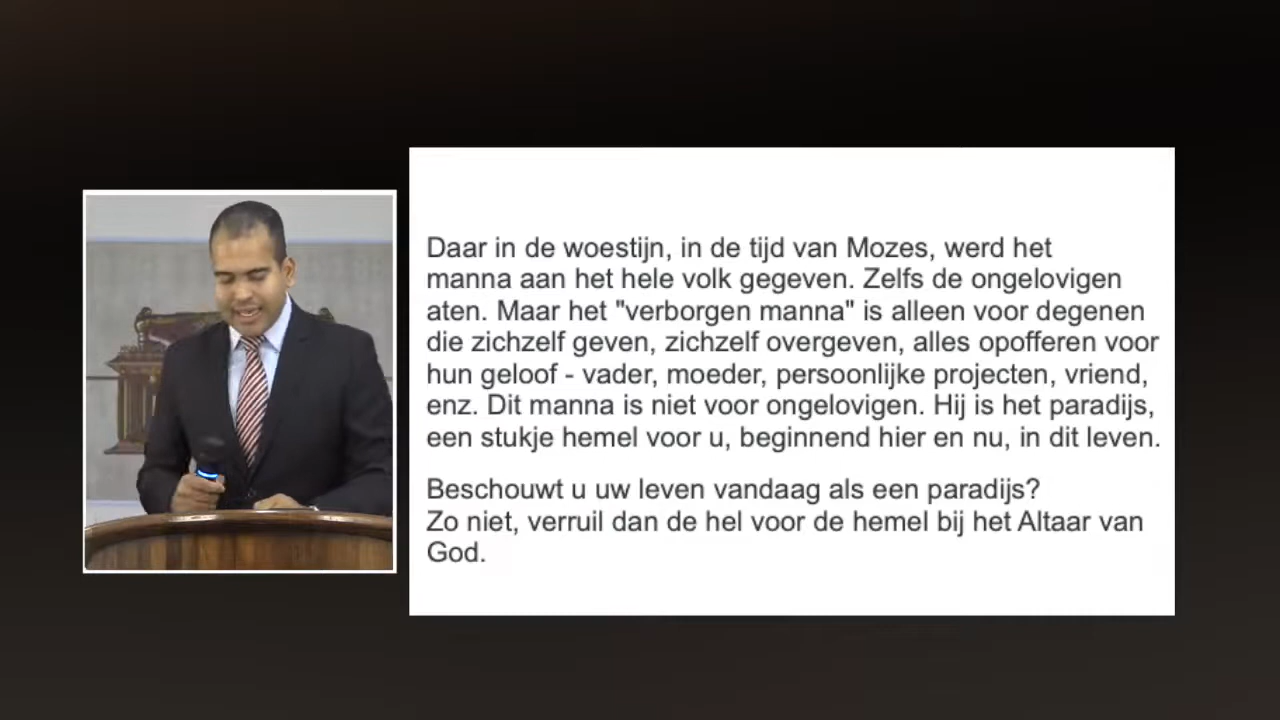 Daar in de woestijn, in de tijd van Mozes, werd het
manna aan het hele volk gegeven. Zelfs de ongelovigen
aten. Maar het "verborgen manna" is alleen voor degenen
die zichzelf geven, zichzelf overgeven, alles opofferen voor
hun geloof - vader, moeder, persoonlijke projecten, vriend,
enz. Dit manna is niet voor ongelovigen. Hij is het paradijs,
een stukje hemel voor u, beginnend hier en nu, in dit leven.
Beschouwt u uw leven vandaag als een paradijs?
Zo niet, verruil dan de hel voor de hemel bij het Altaar van
God.